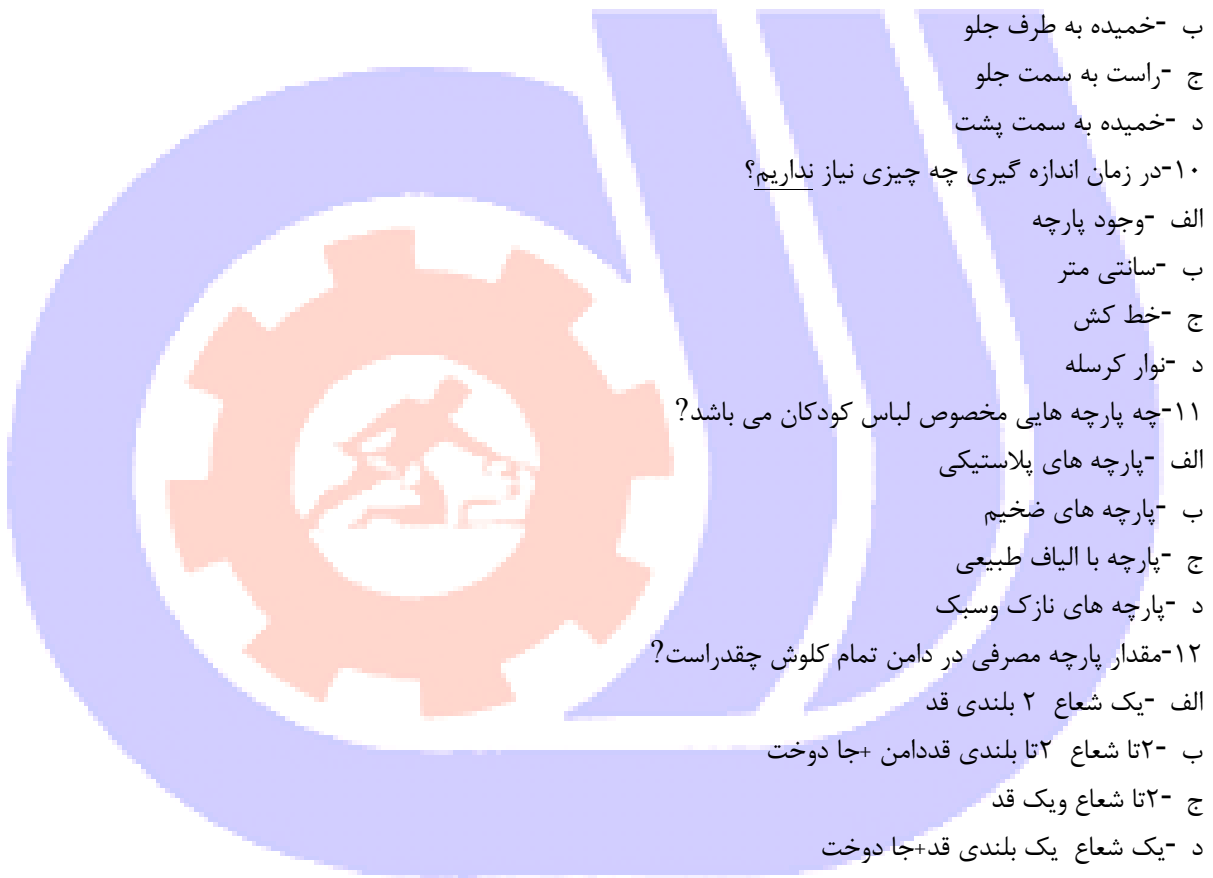 ب -خمیده به طرف جلو
ج -راست به سمت جلو
د -خمیده به سمت پشت
۱۰-در زمان اندازه گیری چه چیزی نیاز نداریم؟
الف -وجود پارچه
ب -سانتی متر
ج -خط کش
د -نوار کرسله
۱۱-چه پارچه هایی مخصوص لباس کودکان می باشد?
الف -پارچه های پلاستیکی
ب -پارچه های ضخیم
ج -پارچه با الیاف طبیعی
د -پارچه های نازک وسبک
۱۲-مقدار پارچه مصرفی در دامن تمام کلوش چقدراست?
الف -یک شعاع ۲ بلندی قد
ب -۲تا شعاع ۲تا بلندی قددامن +جا دوخت
ج -۲تا شعاع ویک قد
د -یک شعاع یک بلندی قد+جا دوخت